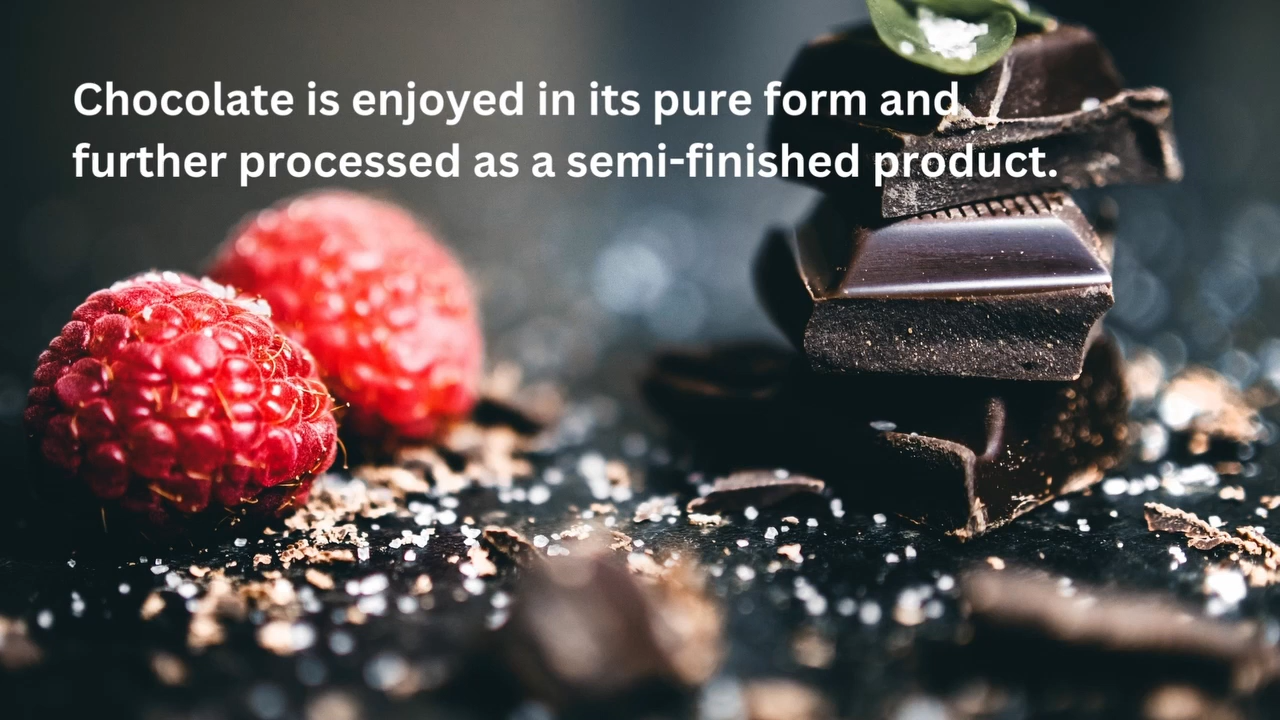 Chocolate is enjoyed in its pure form and
further processed as a semi-finished product.